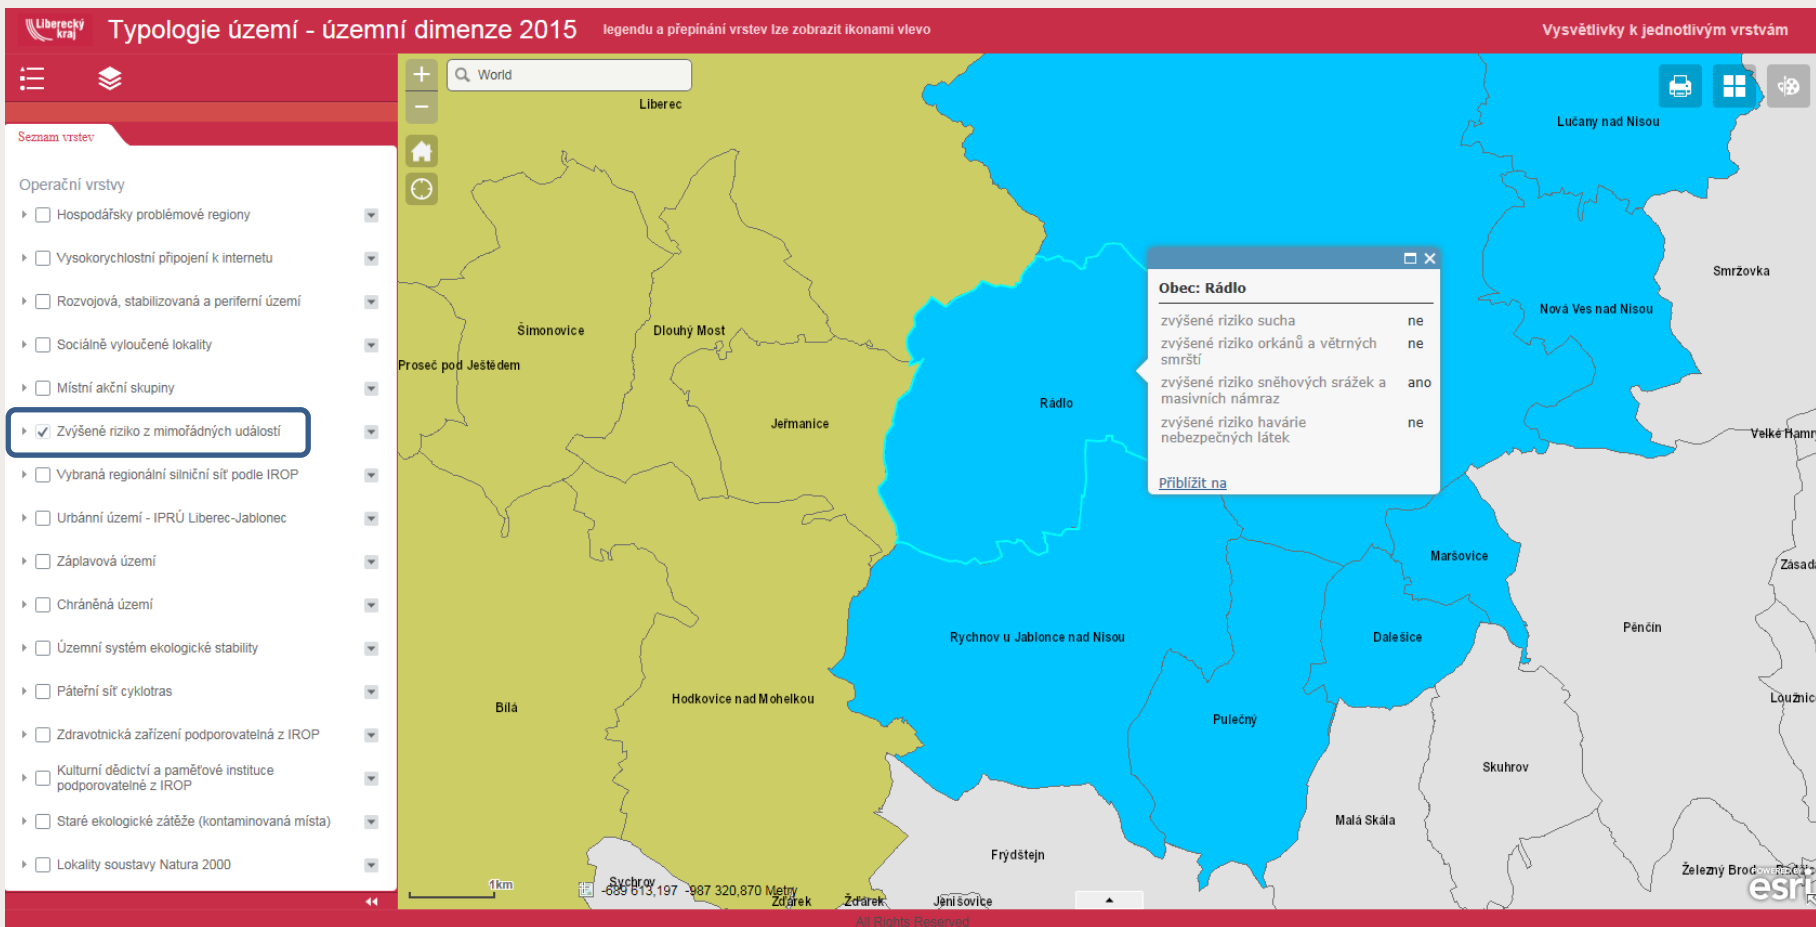 Liberecký
kraj
Typologie území - územní dimenze 2015
legendu a přepínání vrstev lze zobrazit ikonami vlevo
Vysvětlivky k jednotlivým vrstvám
Seznam vrstev
Operační vrstvy
Hospodářsky problémové regiony
Vysokorychlostní připojení k internetu
Rozvojová, stabilizovaná a periferní území
Sociálně vyloučené lokality
Místní akční skupiny
Zvýšené riziko z mimořádných událostí
Vybraná regionální silniční síť podle IROP
Urbánní území - IPRÚ Liberec-Jablonec
Záplavová území
Chráněná území
Územní systém ekologické stability
Páteřní síť cyklotras
Zdravotnická zařízení podporovatelná z IROP
Kulturní dědictví a paměťové instituce
podporovatelné z IROP
Staré ekologické zátěže (kontaminovaná místa)
Lokality soustavy Natura 2000
World
Liberec
Lučany nad Nisou
Smržovka
Nová Ves nad Nisou
Šimonovice
Dlouhý Most
Proseč pod Ještědem
Jeřmanice
Rádlo
Obec: Rádlo
zvýšené riziko sucha ne
zvýšené riziko orkánů a větrných ne
smrští
zvýšené riziko sněhových srážek a ano
masivních námraz
zvýšené riziko havárie ne
nebezpečných látek
Přiblížit na
Velké Hamry
Maršovice
Zásada
Rychnov u Jablonce nad Nisou
Dalešice
Pěnčín
Bílá
Hodkovice nad Mohelkou
Pulečný
Loužnic
Skuhrov
Malá Skála
Frýdštejn
Železný Brod
1km
Sychrov
-689 613,197 -987 320,870 Metry
Žďárek
Žďárek
Jenišovice
POWERED BY
esri
All Rights Reserved